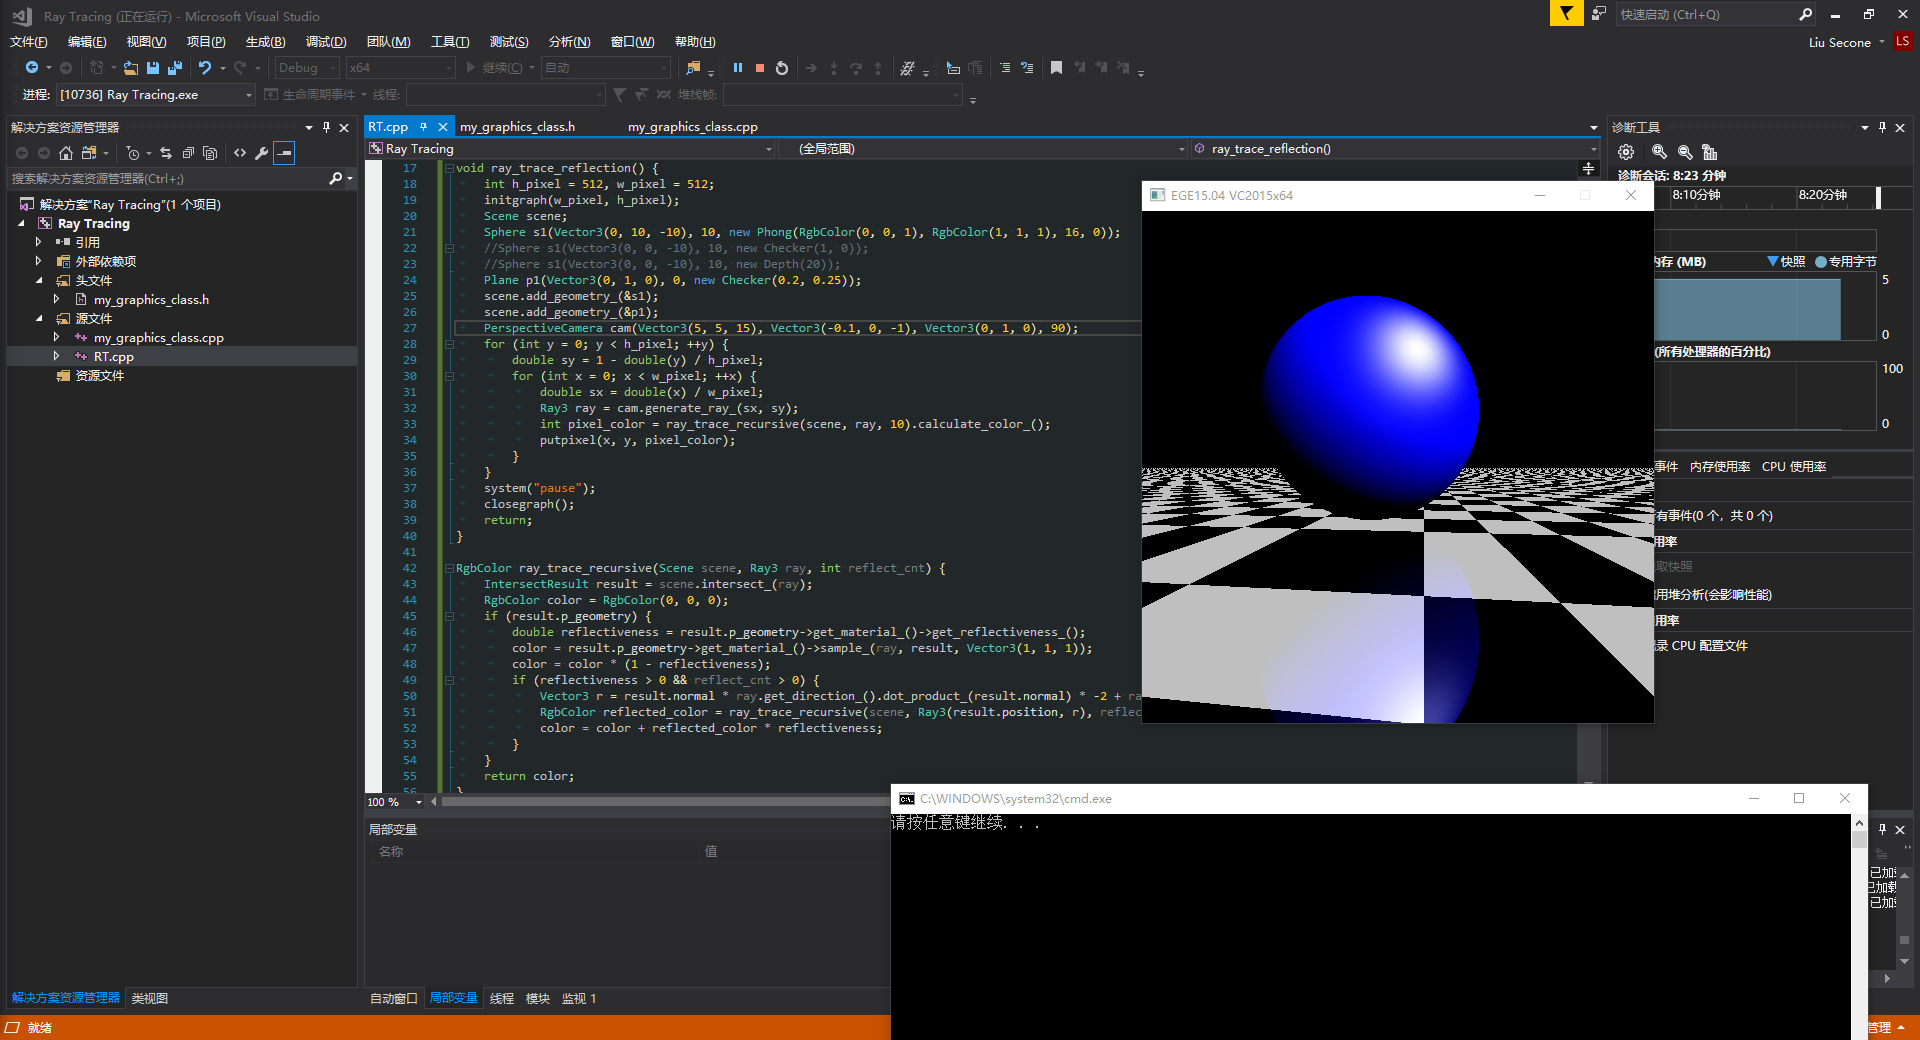 Ray Tracing (正在运行) - Microsoft Visual Studio
快速启动 (Ctrl+Q)
文件(F) 编辑(E) 视图(V) 项目(P) 生成(B) 调试(D) 团队(M) 工具(T) 测试(S) 分析(N) 窗口(W) 帮助(H)
Liu Secone LS
Debug x64 继续(C) 自动
进程: [10736] Ray Tracing.exe 生命周期事件 线程: 堆栈帧:
解决方案资源管理器
搜索解决方案资源管理器(Ctrl+;)
解决方案"Ray Tracing"(1 个项目)
Ray Tracing
引用
外部依赖项
头文件
my_graphics_class.h
源文件
my_graphics_class.cpp
RT.cpp
资源文件
解决方案资源管理器 类视图
RT.cpp my_graphics_class.h my_graphics_class.cpp
Ray Tracing (全局范围) ray_trace_reflection()
17 void ray_trace_reflection() {
18 int h_pixel = 512, w_pixel = 512;
19 initgraph(w_pixel, h_pixel);
20 Scene scene;
21 Sphere s1(Vector3(0, 10, -10), 10, new Phong(RgbColor(0, 0, 1), RgbColor(1, 1, 1), 16, 0));
22 //Sphere s1(Vector3(0, 0, -10), 10, new Checker(1, 0));
23 //Sphere s1(Vector3(0, 0, -10), 10, new Depth(20));
24 Plane p1(Vector3(0, 1, 0), 0, new Checker(0.2, 0.25));
25 scene.add_geometry_(&s1);
26 scene.add_geometry_(&p1);
27 PerspectiveCamera cam(Vector3(5, 5, 15), Vector3(-0.1, 0, -1), Vector3(0, 1, 0), 90);
28 for (int y = 0; y < h_pixel; ++y) {
29 double sy = 1 - double(y) / h_pixel;
30 for (int x = 0; x < w_pixel; ++x) {
31 double sx = double(x) / w_pixel;
32 Ray3 ray = cam.generate_ray_(sx, sy);
33 int pixel_color = ray_trace_recursive(scene, ray, 10).calculate_color_();
34 putpixel(x, y, pixel_color);
35 }
36 }
37 system("pause");
38 closegraph();
39 return;
40 }
41
42 RgbColor ray_trace_recursive(Scene scene, Ray3 ray, int reflect_cnt) {
43 IntersectResult result = scene.intersect_(ray);
44 RgbColor color = RgbColor(0, 0, 0);
45 if (result.p_geometry) {
46 double reflectiveness = result.p_geometry->get_material_()->get_reflectiveness_();
47 color = result.p_geometry->get_material_()->sample_(ray, result, Vector3(1, 1, 1));
48 color = color * (1 - reflectiveness);
49 if (reflectiveness > 0 && reflect_cnt > 0) {
50 Vector3 r = result.normal * ray.get_direction_().dot_product_(result.normal) * -2 + ra
51 RgbColor reflected_color = ray_trace_recursive(scene, Ray3(result.position, r), reflec
52 color = color + reflected_color * reflectiveness;
53 }
54 }
55 return color;
56 }
100 %
局部变量
名称 值
自动窗口 局部变量 线程 模块 监视 1
就绪
EGE15.04 VC2015x64
诊断工具
诊断会话: 8:23 分钟
8:10分钟 8:20分钟
内存 (MB) 快照 专用字节
5
0
(所有处理器的百分比)
100
0
事件 内存使用率 CPU 使用率
有事件(0 个，共 0 个)
用率
取快照
用堆分析(会影响性能)
用率
录 CPU 配置文件
C:\WINDOWS\system32\cmd.exe
请按任意键继续. . .
已加载
已加载
已加载
管理